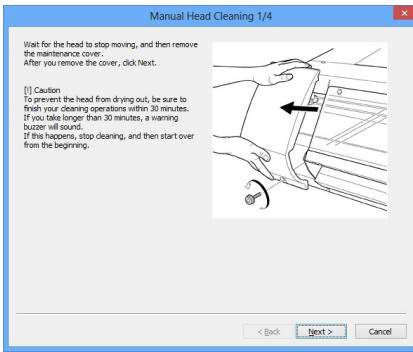 Manual Head Cleaning 1/4
Wait for the head to stop moving, and then remove
the maintenance cover.
After you remove the cover, click Next.
[!] Caution
To prevent the head from drying out, be sure to
finish your cleaning operations within 30 minutes.
If you take longer than 30 minutes, a warning
buzzer will sound.
If this happens, stop cleaning, and then start over
from the beginning.
< Back
Next >
Cancel